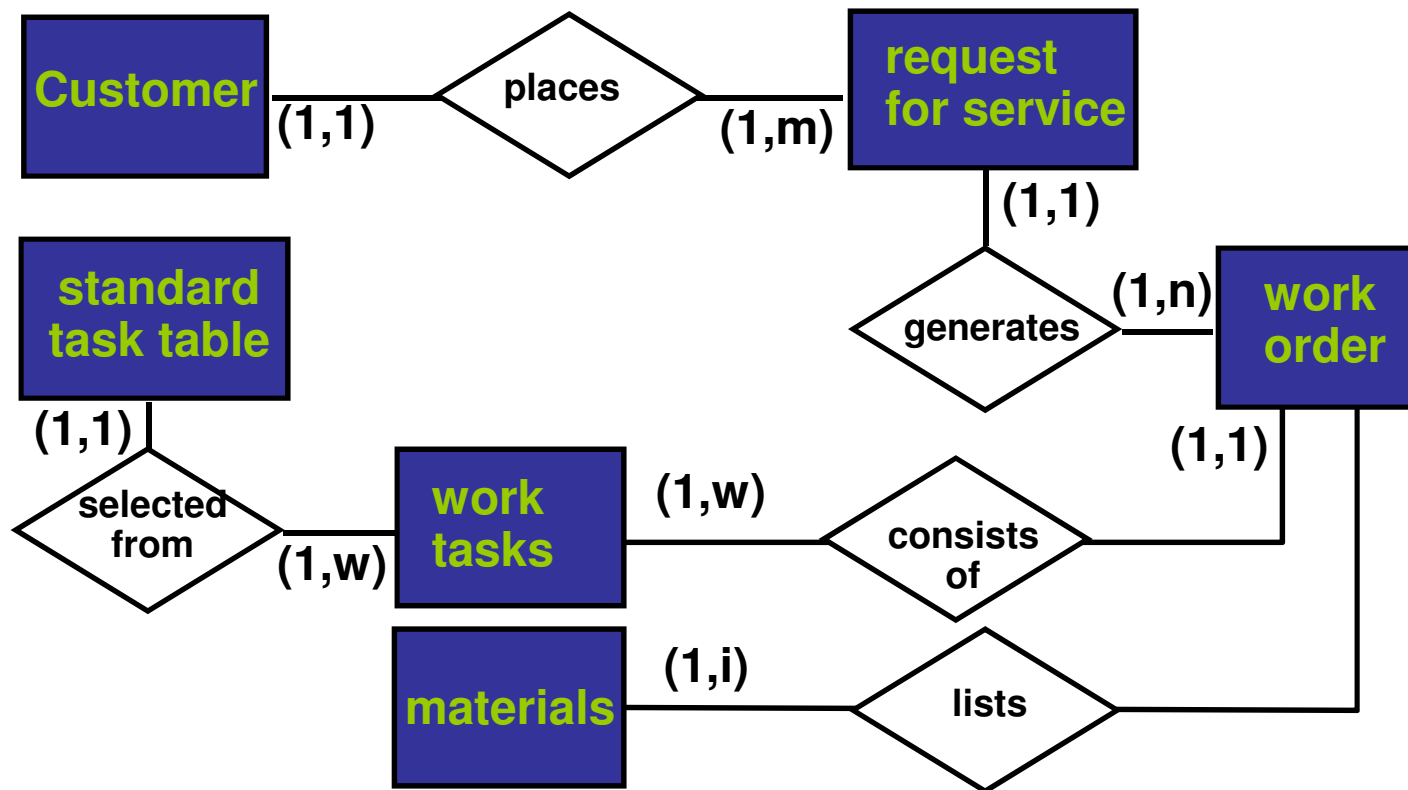 Customer
(1,1)
places
(1,m)
request
for service
(1,1)
standard
task table
(1,1)
generates
(1,n)
work
order
(1,1)
selected
from
(1,w)
work
tasks
(1,w)
consists
of
materials
(1,i)
lists